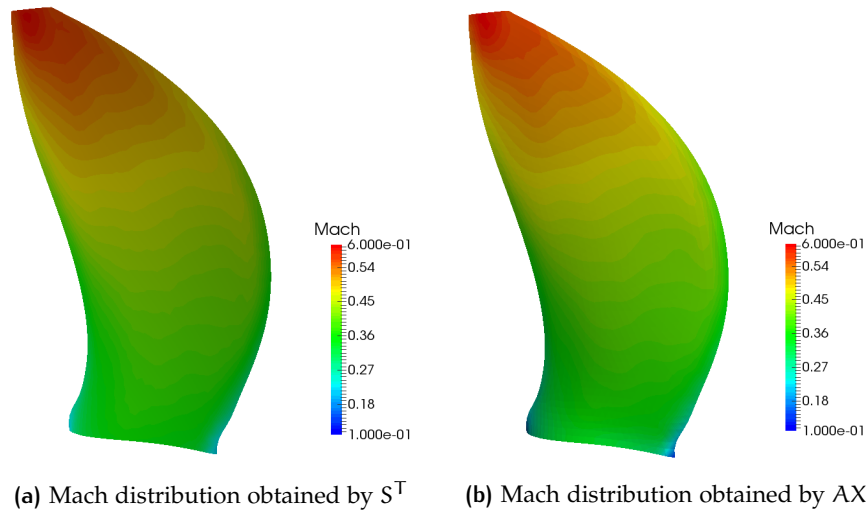 Mach
6.000e-01
0.54
0.45
0.36
0.27
0.18
1.000e-01
Mach
6.000e-01
0.54
0.45
0.36
0.27
0.18
1.000e-01
(a) Mach distribution obtained by Sᵀ
(b) Mach distribution obtained by AX